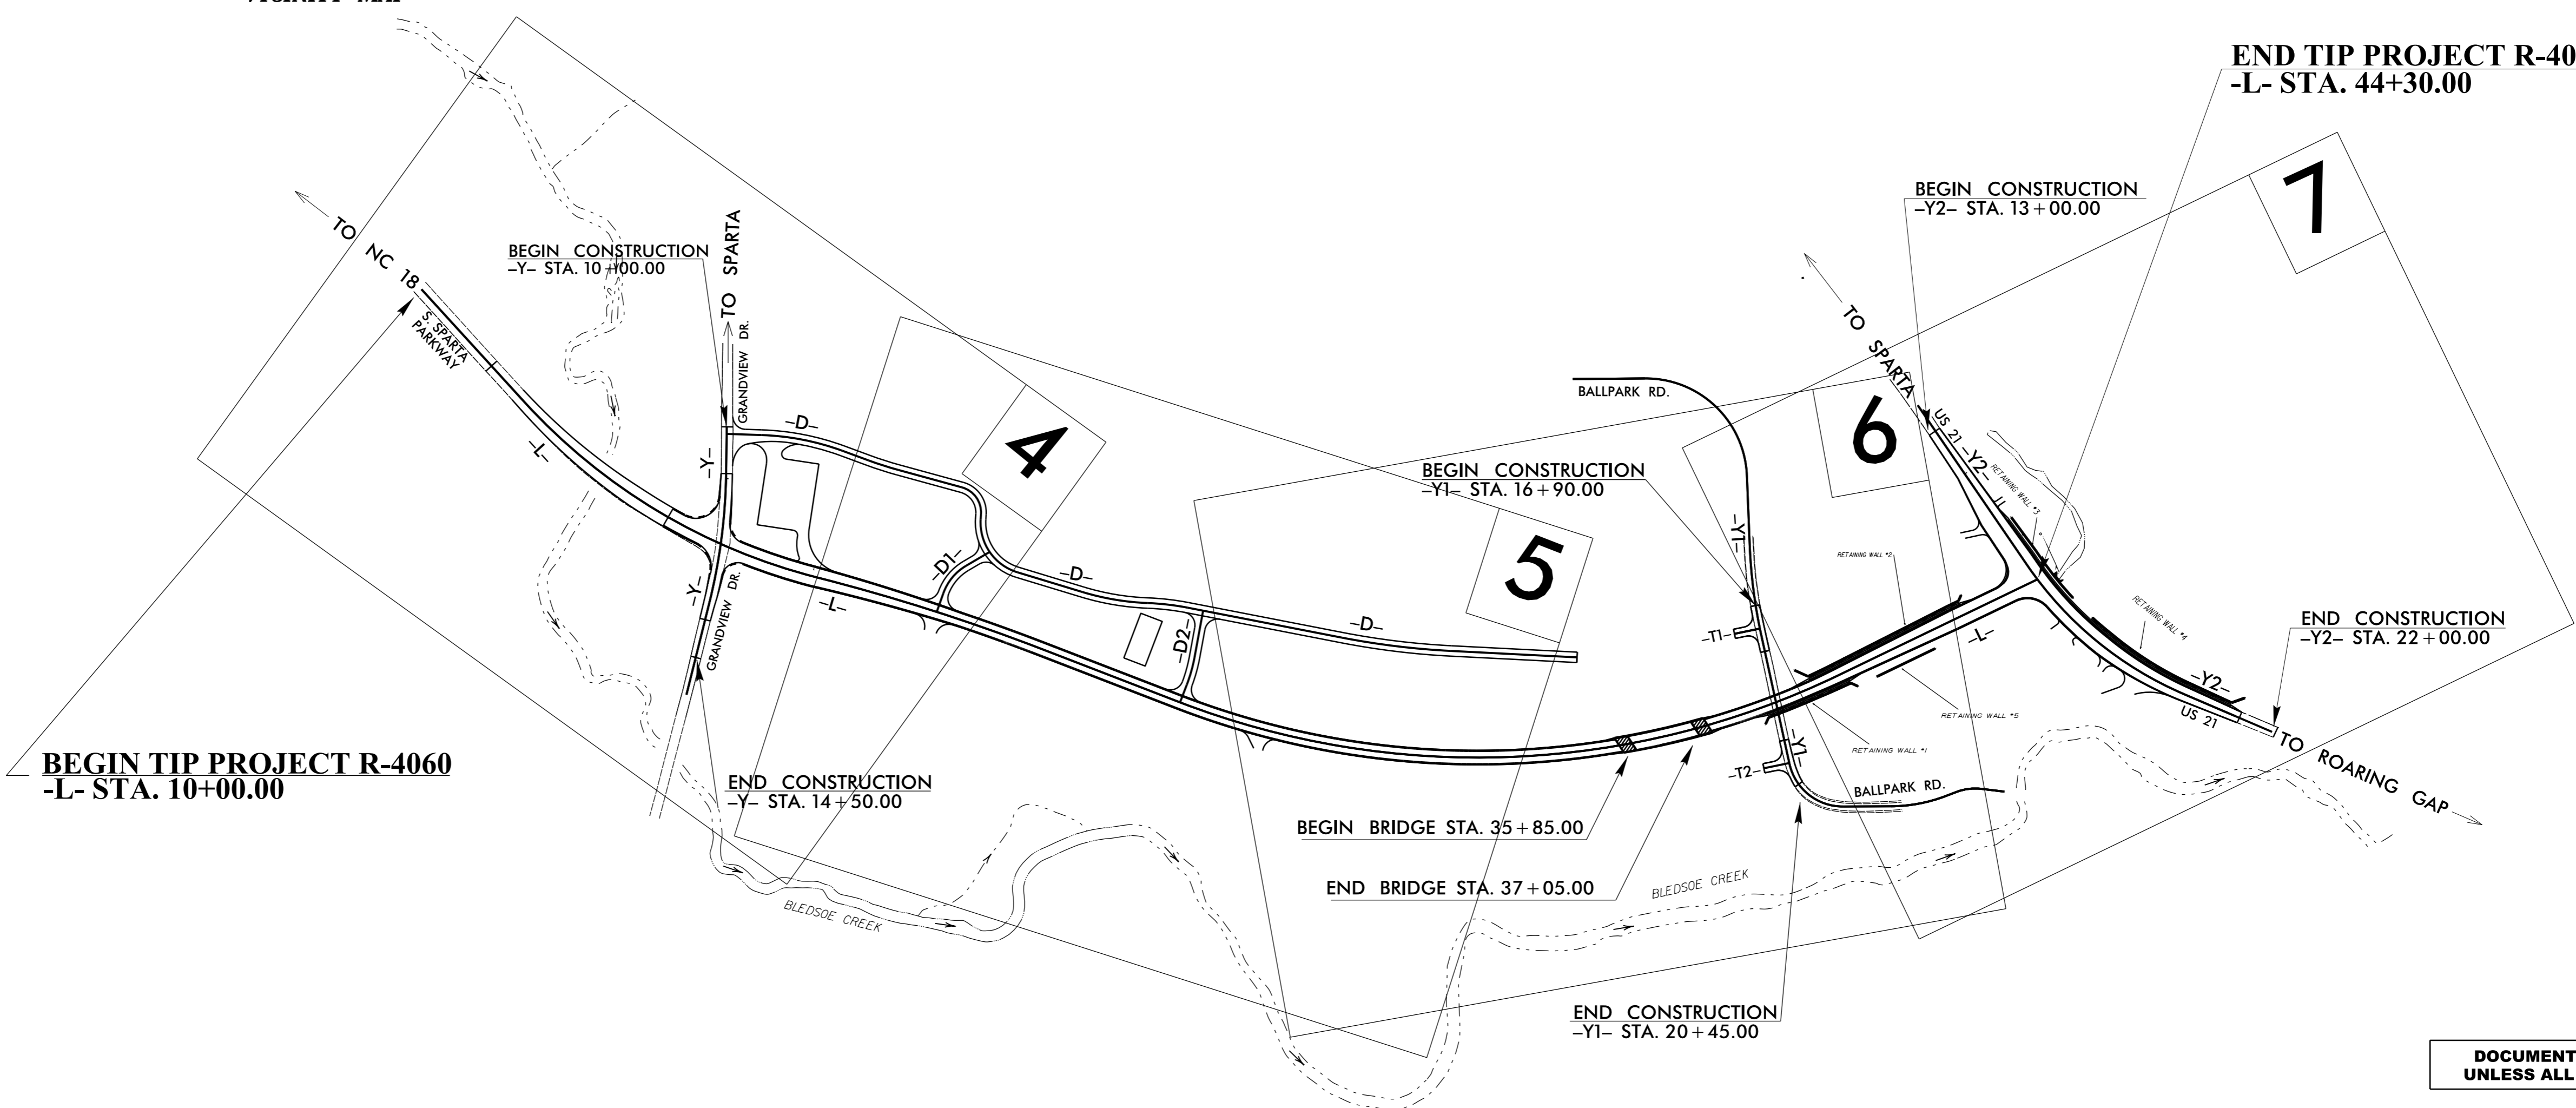 END TIP PROJECT R-40
-L- STA. 44+30.00
7
BEGIN CONSTRUCTION
-Y2- STA. 13+00.00
TO NC 18
S. SPARTA
PARKWAY
BEGIN CONSTRUCTION
-Y- STA. 10+00.00
TO SPARTA
GRANDVIEW DR.
-D-
-L-
-Y-
4
-Y-
GRANDVIEW DR.
-L-
-D1-
-D-
-D2-
-D-
5
BALLPARK RD.
BEGIN CONSTRUCTION
-Y1- STA. 16+90.00
-Y1-
6
TO SPARTA
US 21
-Y2-
RETAINING WALL #3
RETAINING WALL #2
RETAINING WALL #4
-T1-
-L-
END CONSTRUCTION
-Y2- STA. 22+00.00
-Y2-
US 21
RETAINING WALL #5
RETAINING WALL #1
-Y1-
-T2-
BALLPARK RD.
TO ROARING GAP
BEGIN TIP PROJECT R-4060
-L- STA. 10+00.00
END CONSTRUCTION
-Y- STA. 14+50.00
BEGIN BRIDGE STA. 35+85.00
END BRIDGE STA. 37+05.00
BLEDSOE CREEK
BLEDSOE CREEK
END CONSTRUCTION
-Y1- STA. 20+45.00
DOCUMENT
UNLESS ALL